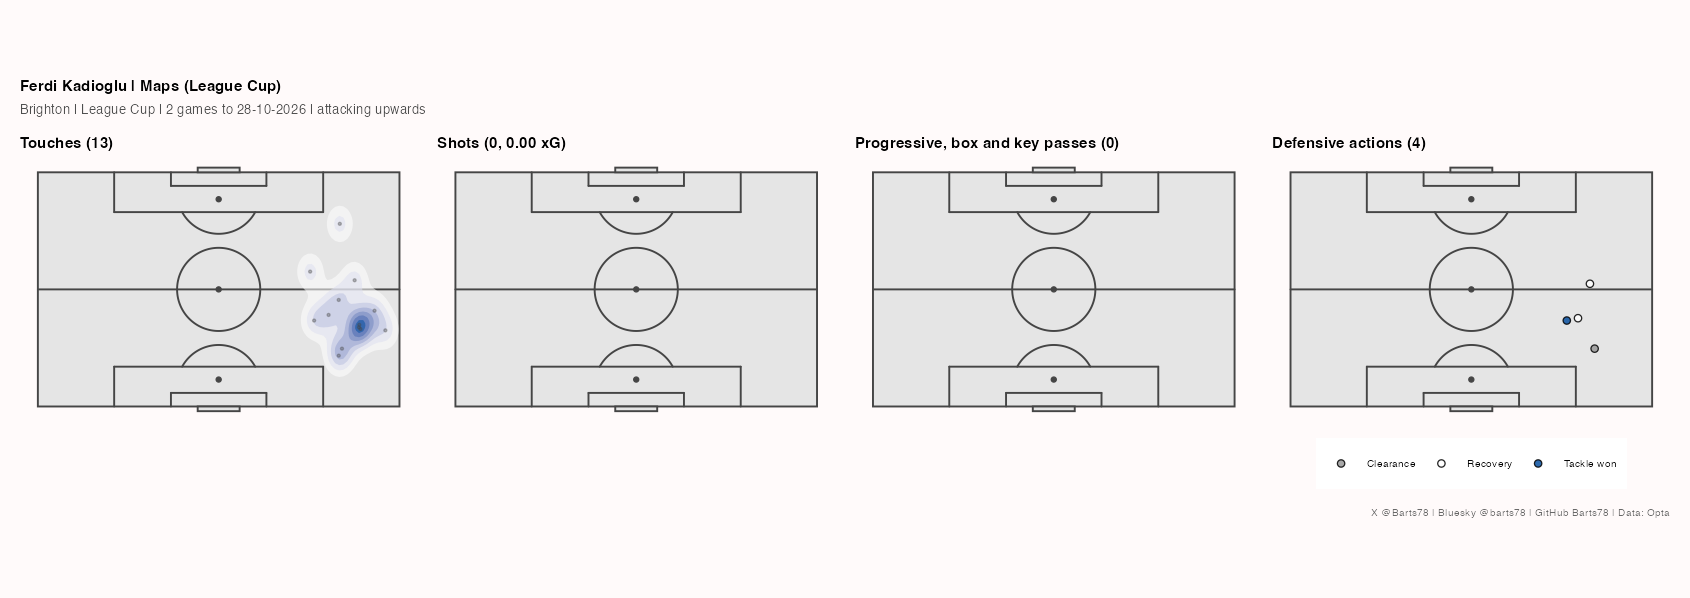 Ferdi Kadioglu | Maps (League Cup)
Brighton | League Cup | 2 games to 28-10-2026 | attacking upwards
Touches (13)
Shots (0, 0.00 xG)
Progressive, box and key passes (0)
Defensive actions (4)
Clearance
Recovery
Tackle won
X @Barts78 | Bluesky @barts78 | GitHub Barts78 | Data: Opta